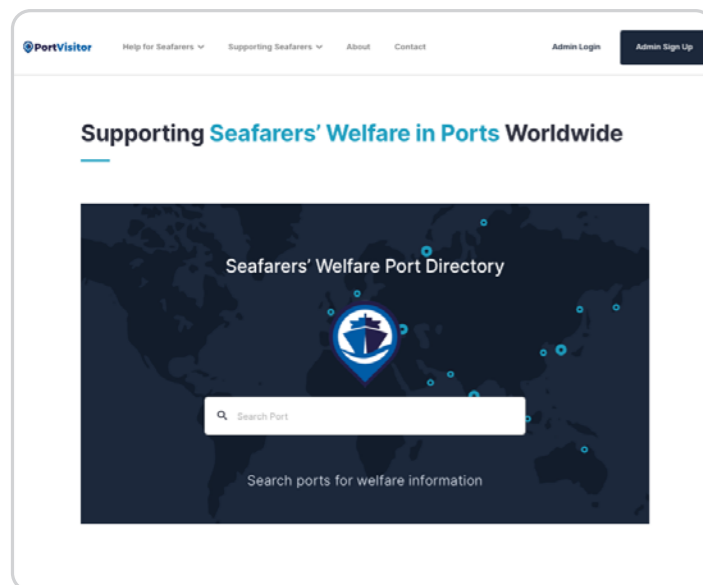 PortVisitor Help for Seafarers Supporting Seafarers About Contact Admin Login Admin Sign Up
Supporting Seafarers' Welfare in Ports Worldwide
Seafarers' Welfare Port Directory
Search Port
Search ports for welfare information